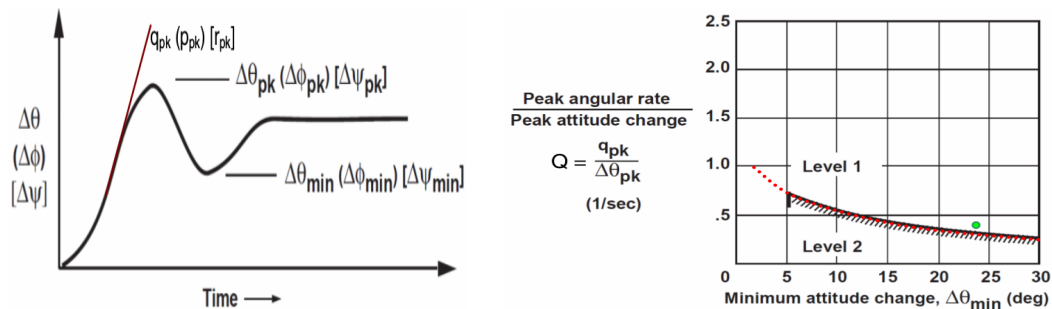 qpk (ppk) [rpk]
Δθpk (Δϕpk) [Δψpk]
Δθ
(Δϕ)
[Δψ]
Δθmin (Δϕmin) [Δψmin]
Time →
Peak angular rate
Peak attitude change
Q = qpk
Δθpk
(1/sec)
2.5
2.0
1.5
1.0
.5
Level 1
Level 2
0 5 10 15 20 25 30
Minimum attitude change, Δθmin (deg)